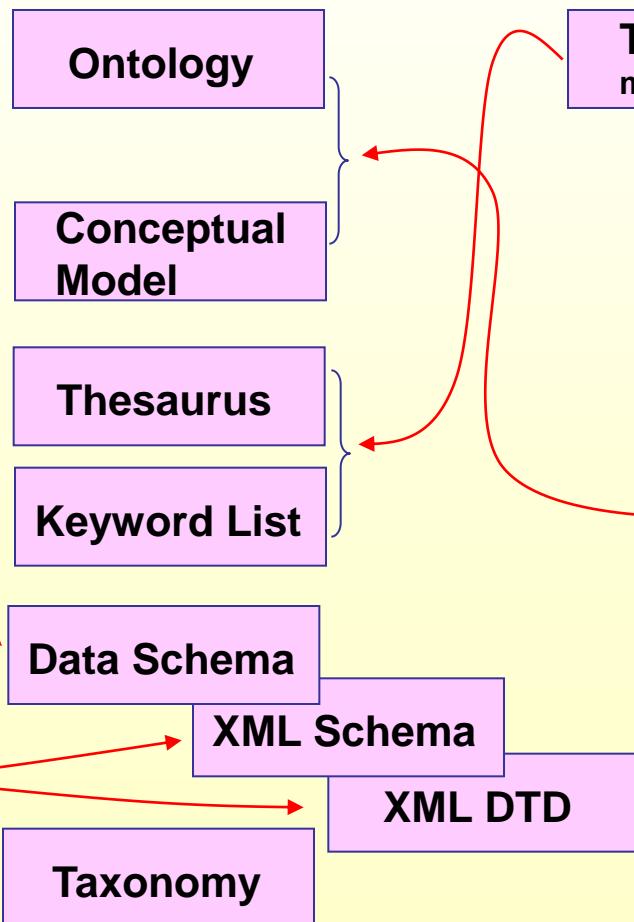 Ontology
Conceptual
Model
Thesaurus
Keyword List
Data Schema
XML Schema
XML DTD
Taxonomy